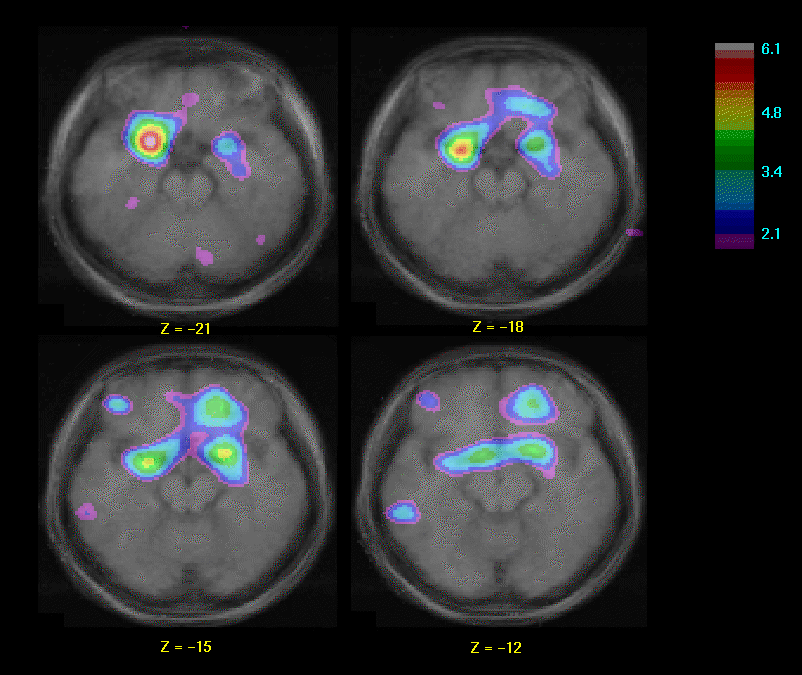 6.1
4.8
3.4
2.1
Z = -21
Z = -18
Z = -15
Z = -12